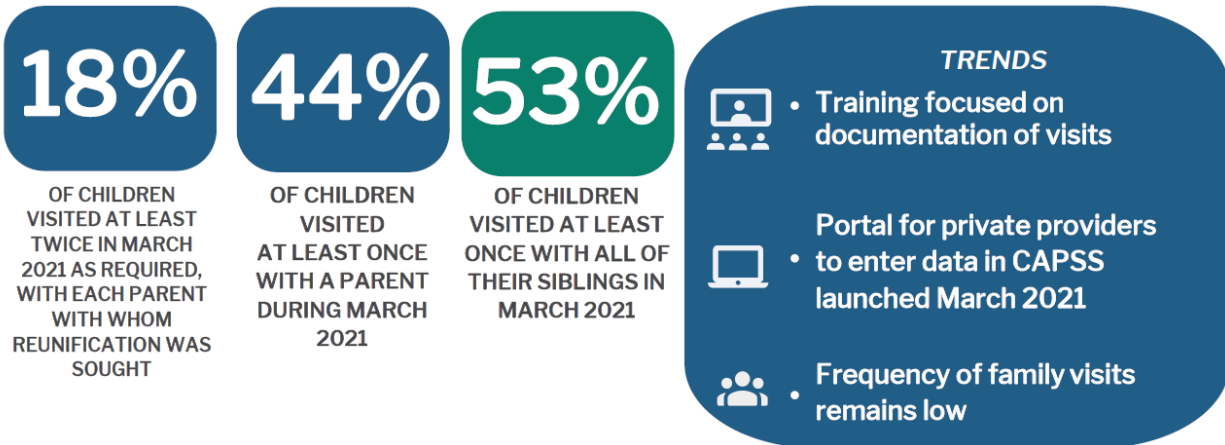 18%
OF CHILDREN
VISITED AT LEAST
TWICE IN MARCH
2021 AS REQUIRED,
WITH EACH PARENT
WITH WHOM
REUNIFICATION WAS
SOUGHT
44%
OF CHILDREN
VISITED
AT LEAST ONCE
WITH A PARENT
DURING MARCH
2021
53%
OF CHILDREN
VISITED AT LEAST
ONCE WITH ALL OF
THEIR SIBLINGS IN
MARCH 2021
TRENDS
• Training focused on
documentation of visits
Portal for private providers
• to enter data in CAPSS
launched March 2021
• Frequency of family visits
remains low